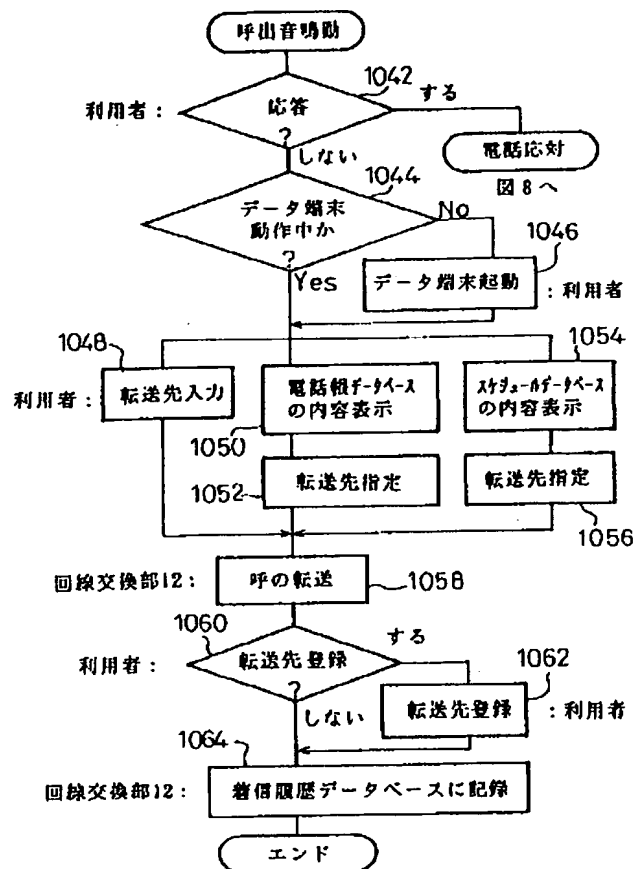 呼出音鳴動
1042
利用者: 応答 する
?
しない
電話応対
図8へ
1044
データ端末
動作中か
?
No
Yes
1046
データ端末起動 :利用者
1048
利用者: 転送先入力
電話帳データベース
の内容表示
1050
1054
スケジュールデータベース
の内容表示
1052
転送先指定
転送先指定
1056
回線交換部12: 呼の転送
1058
1060
利用者: 転送先登録 する
?
しない
1062
転送先登録 :利用者
1064
回線交換部12: 着信履歴データベースに記録
エンド